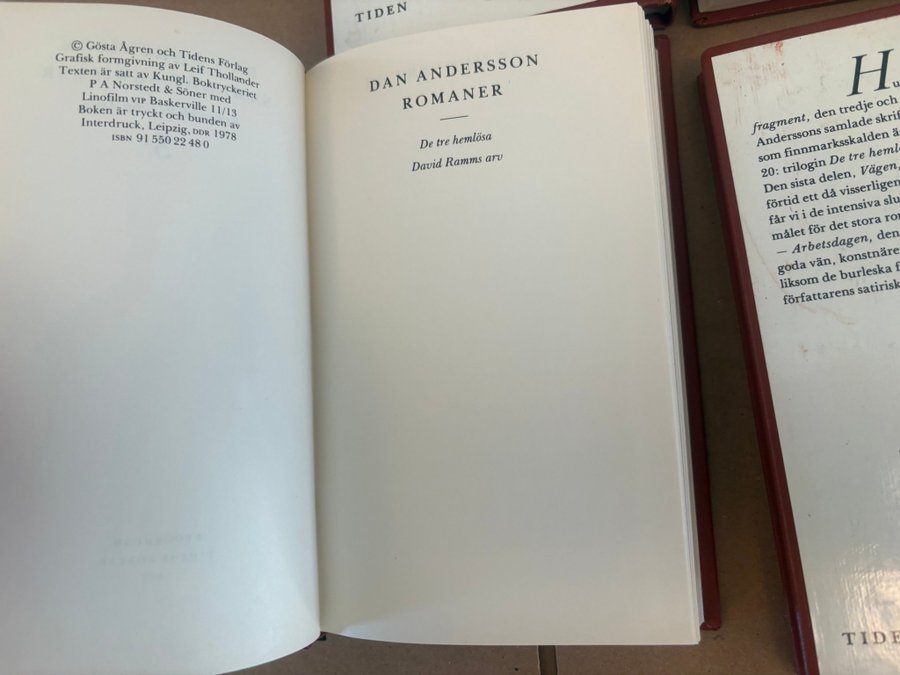 © Gösta Ågren och Tidens Förlag
Grafisk formgivning av Leif Thollander
Texten är satt av Kungl. Boktryckeriet
P A Norstedt & Söner med
Linofilm VIP Baskerville 11/13
Boken är tryckt och bunden av
Interdruck, Leipzig, DDR 1978
ISBN 91 550 22 48 0
TIDEN
DAN ANDERSSON
ROMANER
De tre hemlösa
David Ramms arv
Hu
fragment, den tredje och
Anderssons samlade skrif
som finnmarksskalden ä
20: trilogin De tre heml
Den sista delen, Vägen,
förtid ett då visserligen
får vi i de intensiva slu
målet för det stora ro
— Arbetsdagen, den
goda vän, konstnäre
liksom de burleska f
författarens satirisk
TIDE